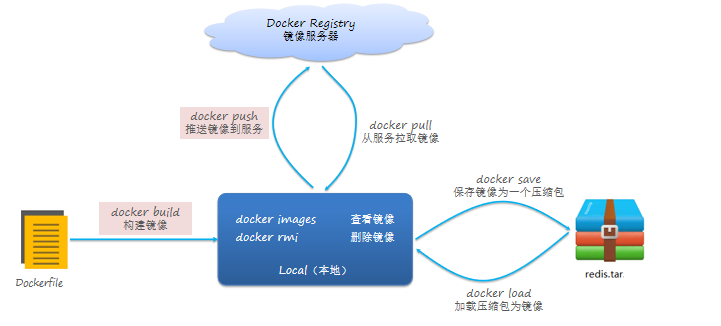 Docker Registry
镜像服务器
docker push
推送镜像到服务
docker pull
从服务拉取镜像
docker save
保存镜像为一个压缩包
docker build
构建镜像
docker images 查看镜像
docker rmi 删除镜像
Local（本地）
Dockerfile
redis.tar
docker load
加载压缩包为镜像